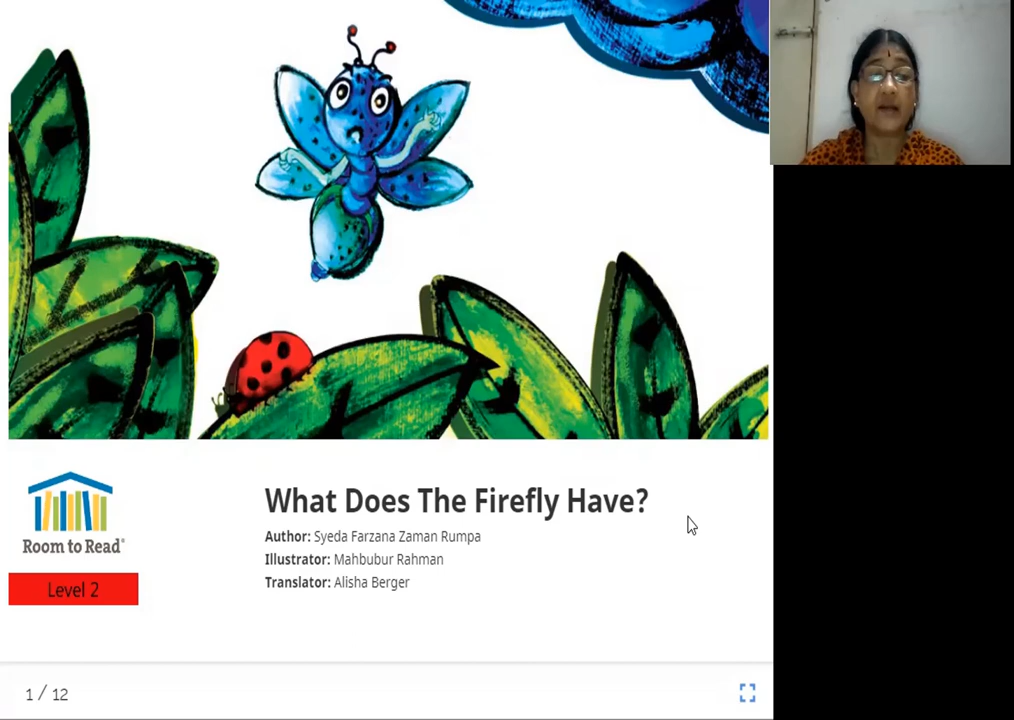 What Does The Firefly Have?
Author: Syeda Farzana Zaman Rumpa
Illustrator: Mahbubur Rahman
Translator: Alisha Berger
Room to Read®
Level 2
1 / 12